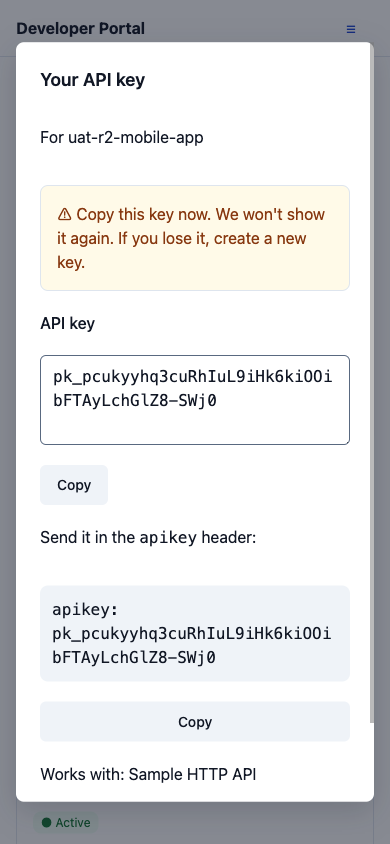 Developer Portal
Your API key
For uat-r2-mobile-app
Copy this key now. We won't show
it again. If you lose it, create a new
key.
API key
pk_pcukyyhq3cuRhIuL9iHk6kiOOi
bFTAyLchGlZ8-SWj0
Copy
Send it in the apikey header:
apikey:
pk_pcukyyhq3cuRhIuL9iHk6kiOOi
bFTAyLchGlZ8-SWj0
Copy
Works with: Sample HTTP API
Active